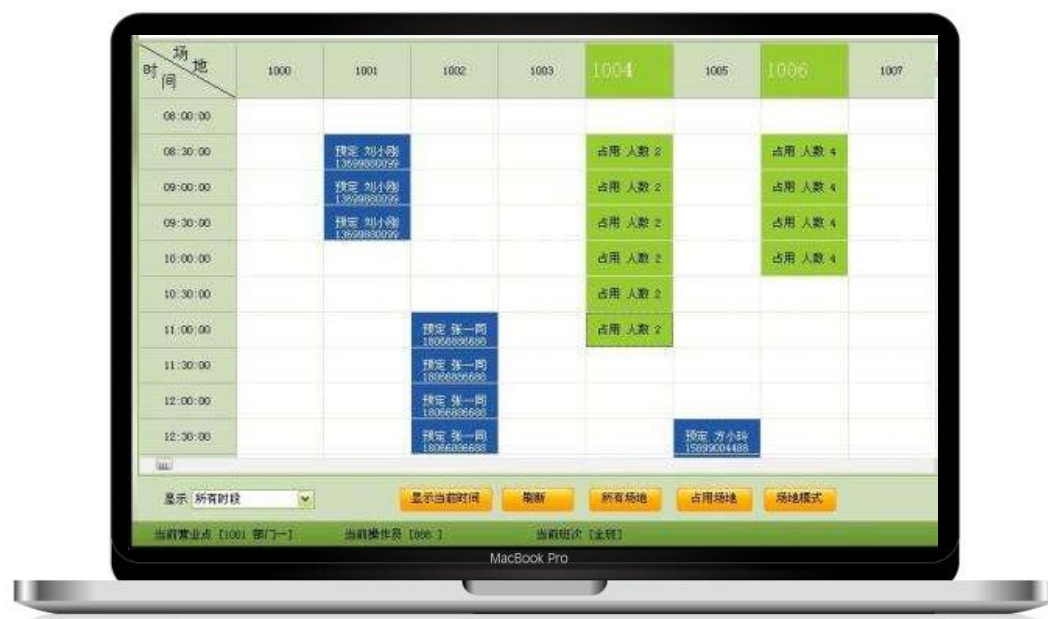 场地
时间
1000 1001 1002 1003 1004 1005 1006 1007
08:00:00
08:30:00 预定 刘小刚 占用 人数 2 占用 人数 4
13699880099
09:00:00 预定 刘小刚 占用 人数 2 占用 人数 4
13699880099
09:30:00 预定 刘小刚 占用 人数 2 占用 人数 4
13699880099
10:00:00 占用 人数 2 占用 人数 4
10:30:00 占用 人数 2
11:00:00 预定 张一同 占用 人数 2
18066886688
11:30:00 预定 张一同
18066886688
12:00:00 预定 张一同
18066886688
12:30:00 预定 张一同 预定 方小玲
18066886688 15899004488
显示 所有时段 显示当前时间 刷新 所有场地 占用场地 场地模式
当前营业点 [1001 部门一] 当前操作员 [886 ] 当前班次 [全班]
MacBook Pro